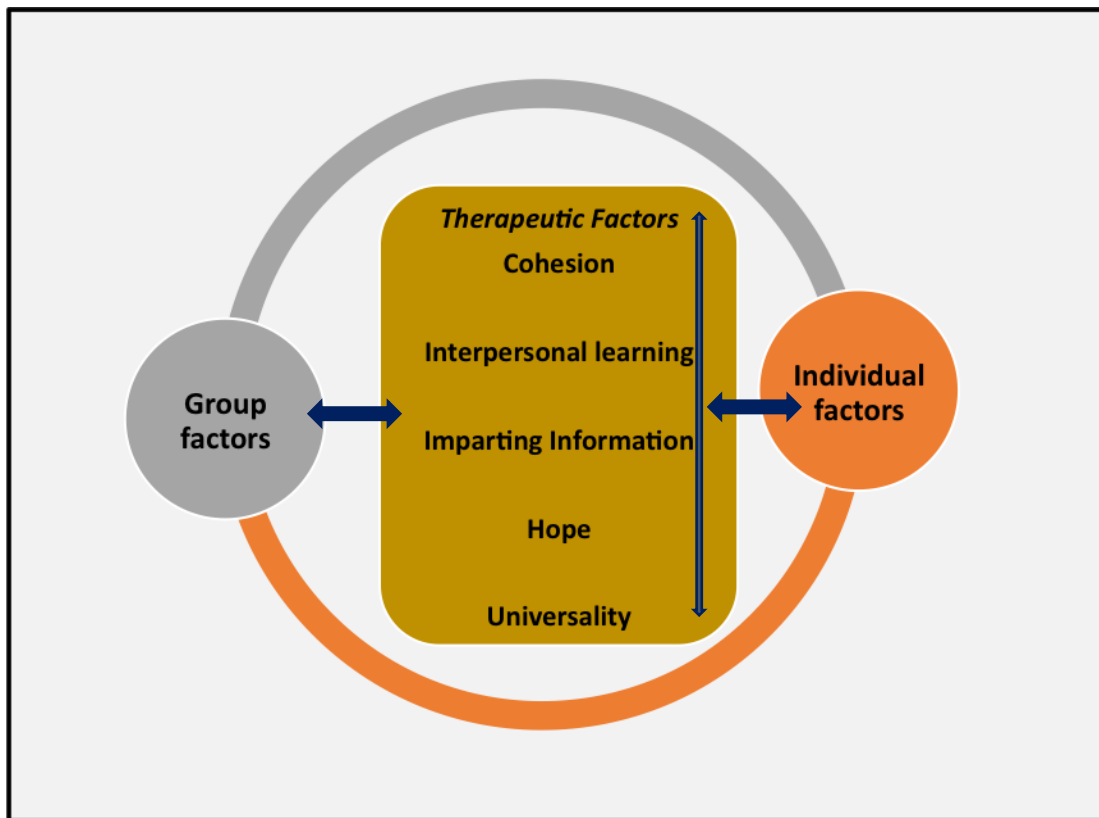 Therapeutic Factors
Cohesion
Interpersonal learning
Imparting Information
Hope
Universality
Group
factors
Individual
factors